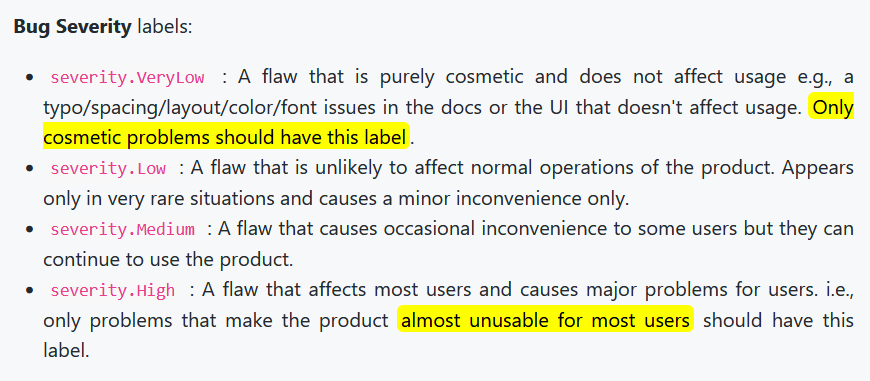 Bug Severity labels:
• severity.VeryLow : A flaw that is purely cosmetic and does not affect usage e.g., a
typo/spacing/layout/color/font issues in the docs or the UI that doesn't affect usage. Only
cosmetic problems should have this label.
• severity.Low : A flaw that is unlikely to affect normal operations of the product. Appears
only in very rare situations and causes a minor inconvenience only.
• severity.Medium : A flaw that causes occasional inconvenience to some users but they can
continue to use the product.
• severity.High : A flaw that affects most users and causes major problems for users. i.e.,
only problems that make the product almost unusable for most users should have this
label.